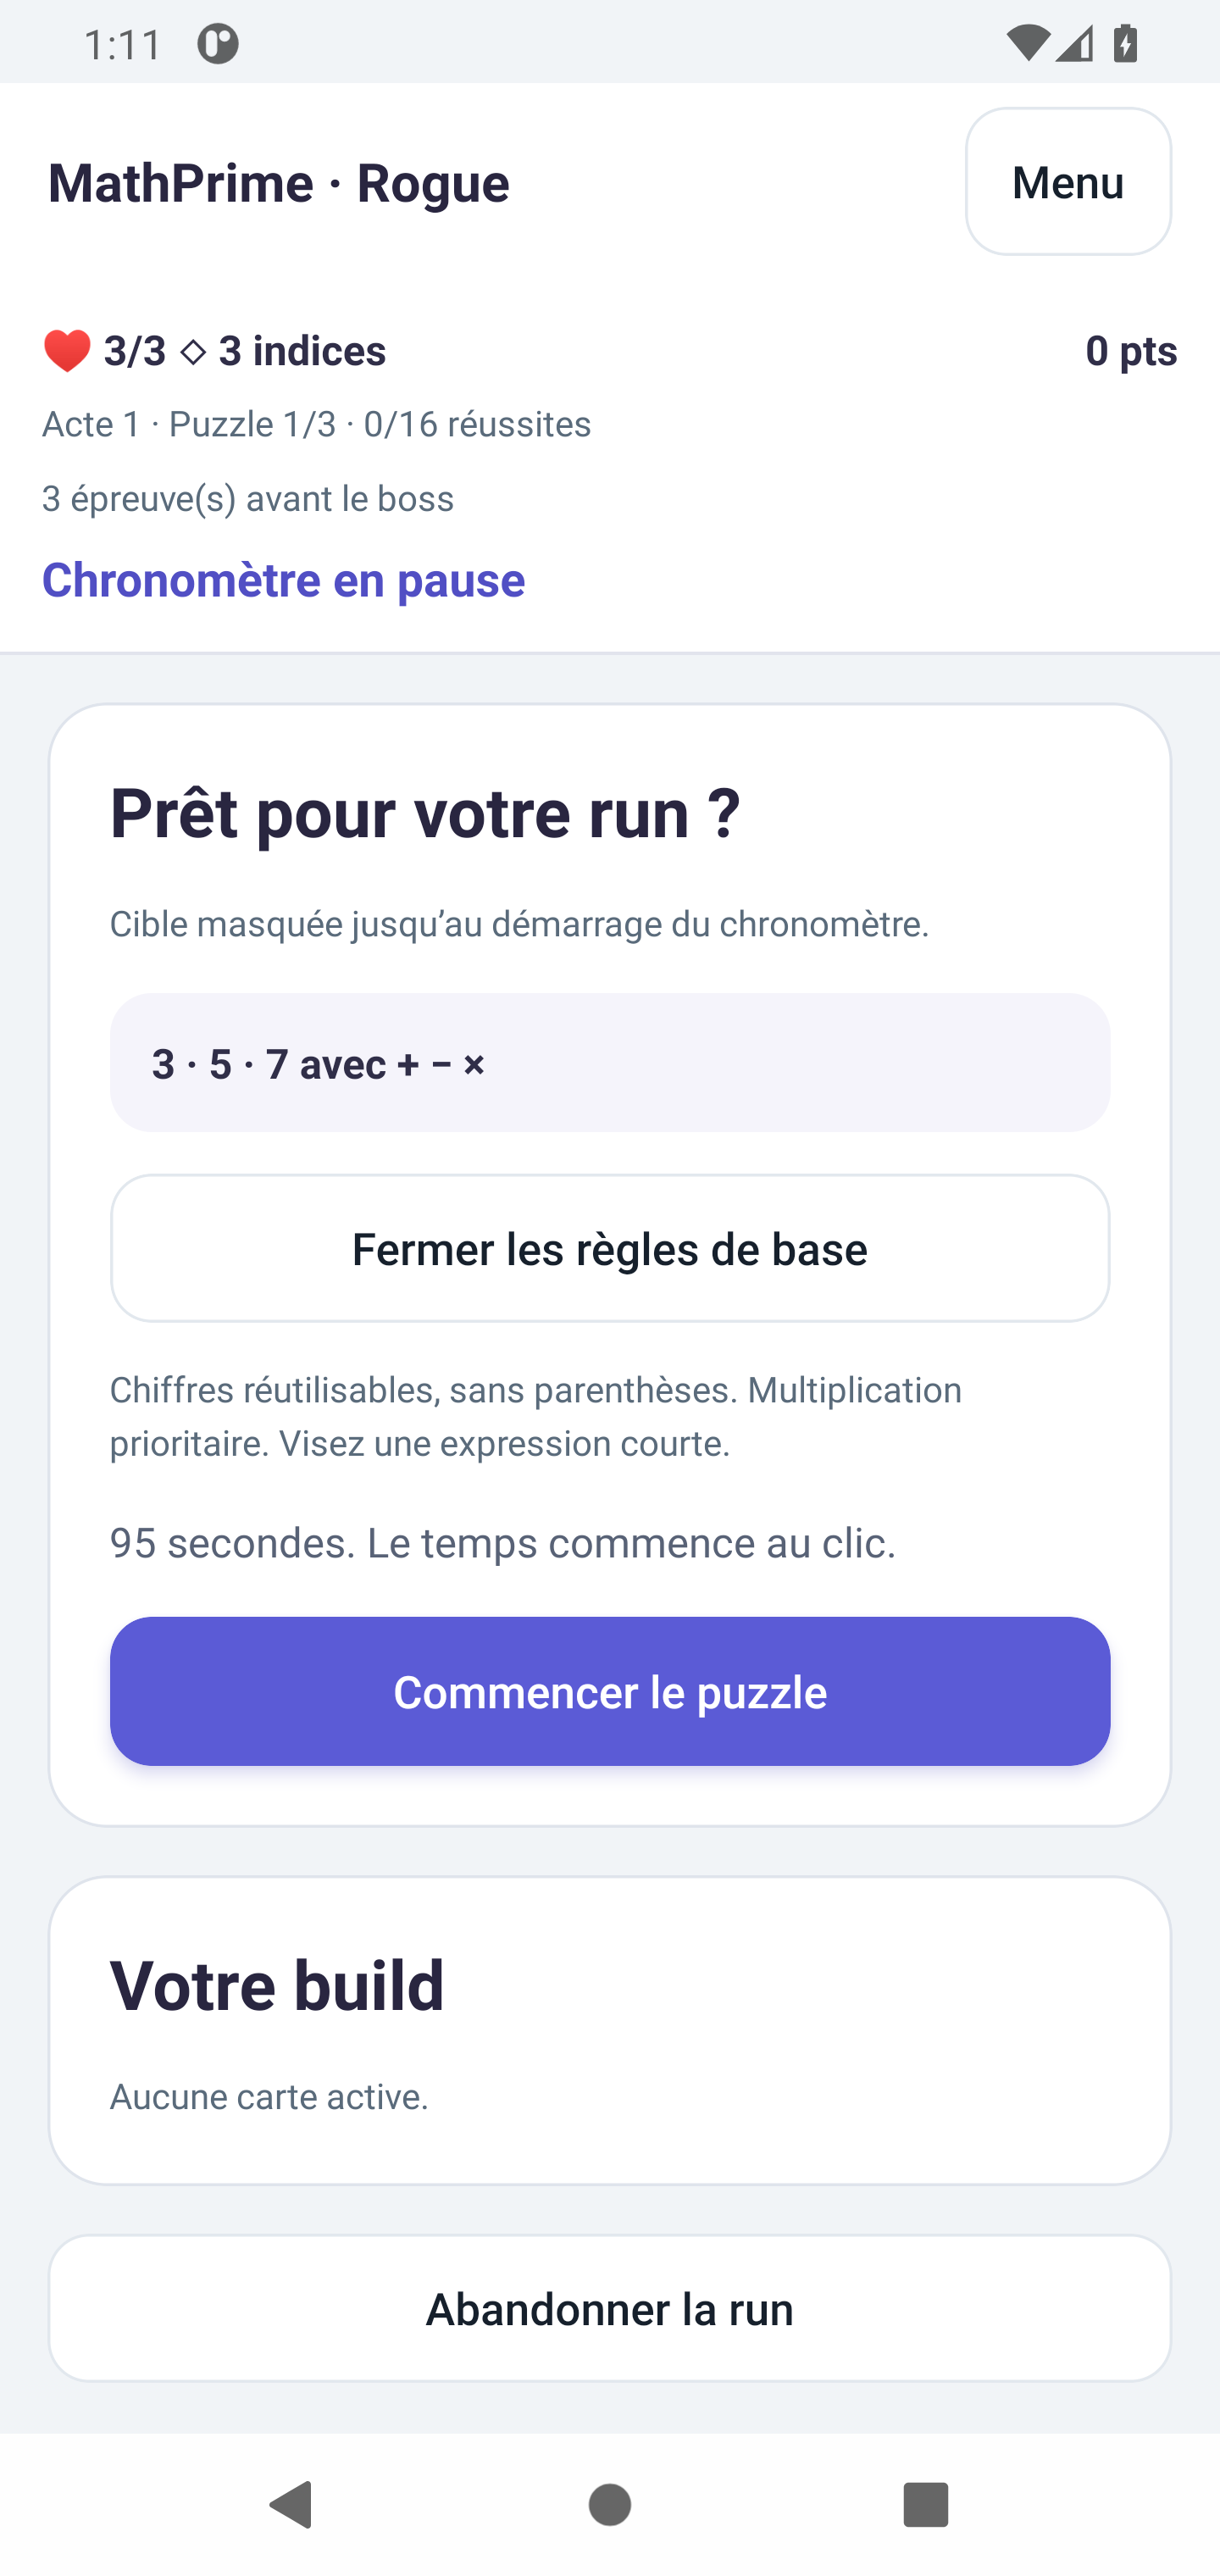 1:11
MathPrime · Rogue
Menu
❤️ 3/3 ◇ 3 indices
0 pts
Acte 1 · Puzzle 1/3 · 0/16 réussites
3 épreuve(s) avant le boss
Chronomètre en pause
Prêt pour votre run ?
Cible masquée jusqu’au démarrage du chronomètre.
3 · 5 · 7 avec + − ×
Fermer les règles de base
Chiffres réutilisables, sans parenthèses. Multiplication
prioritaire. Visez une expression courte.
95 secondes. Le temps commence au clic.
Commencer le puzzle
Votre build
Aucune carte active.
Abandonner la run